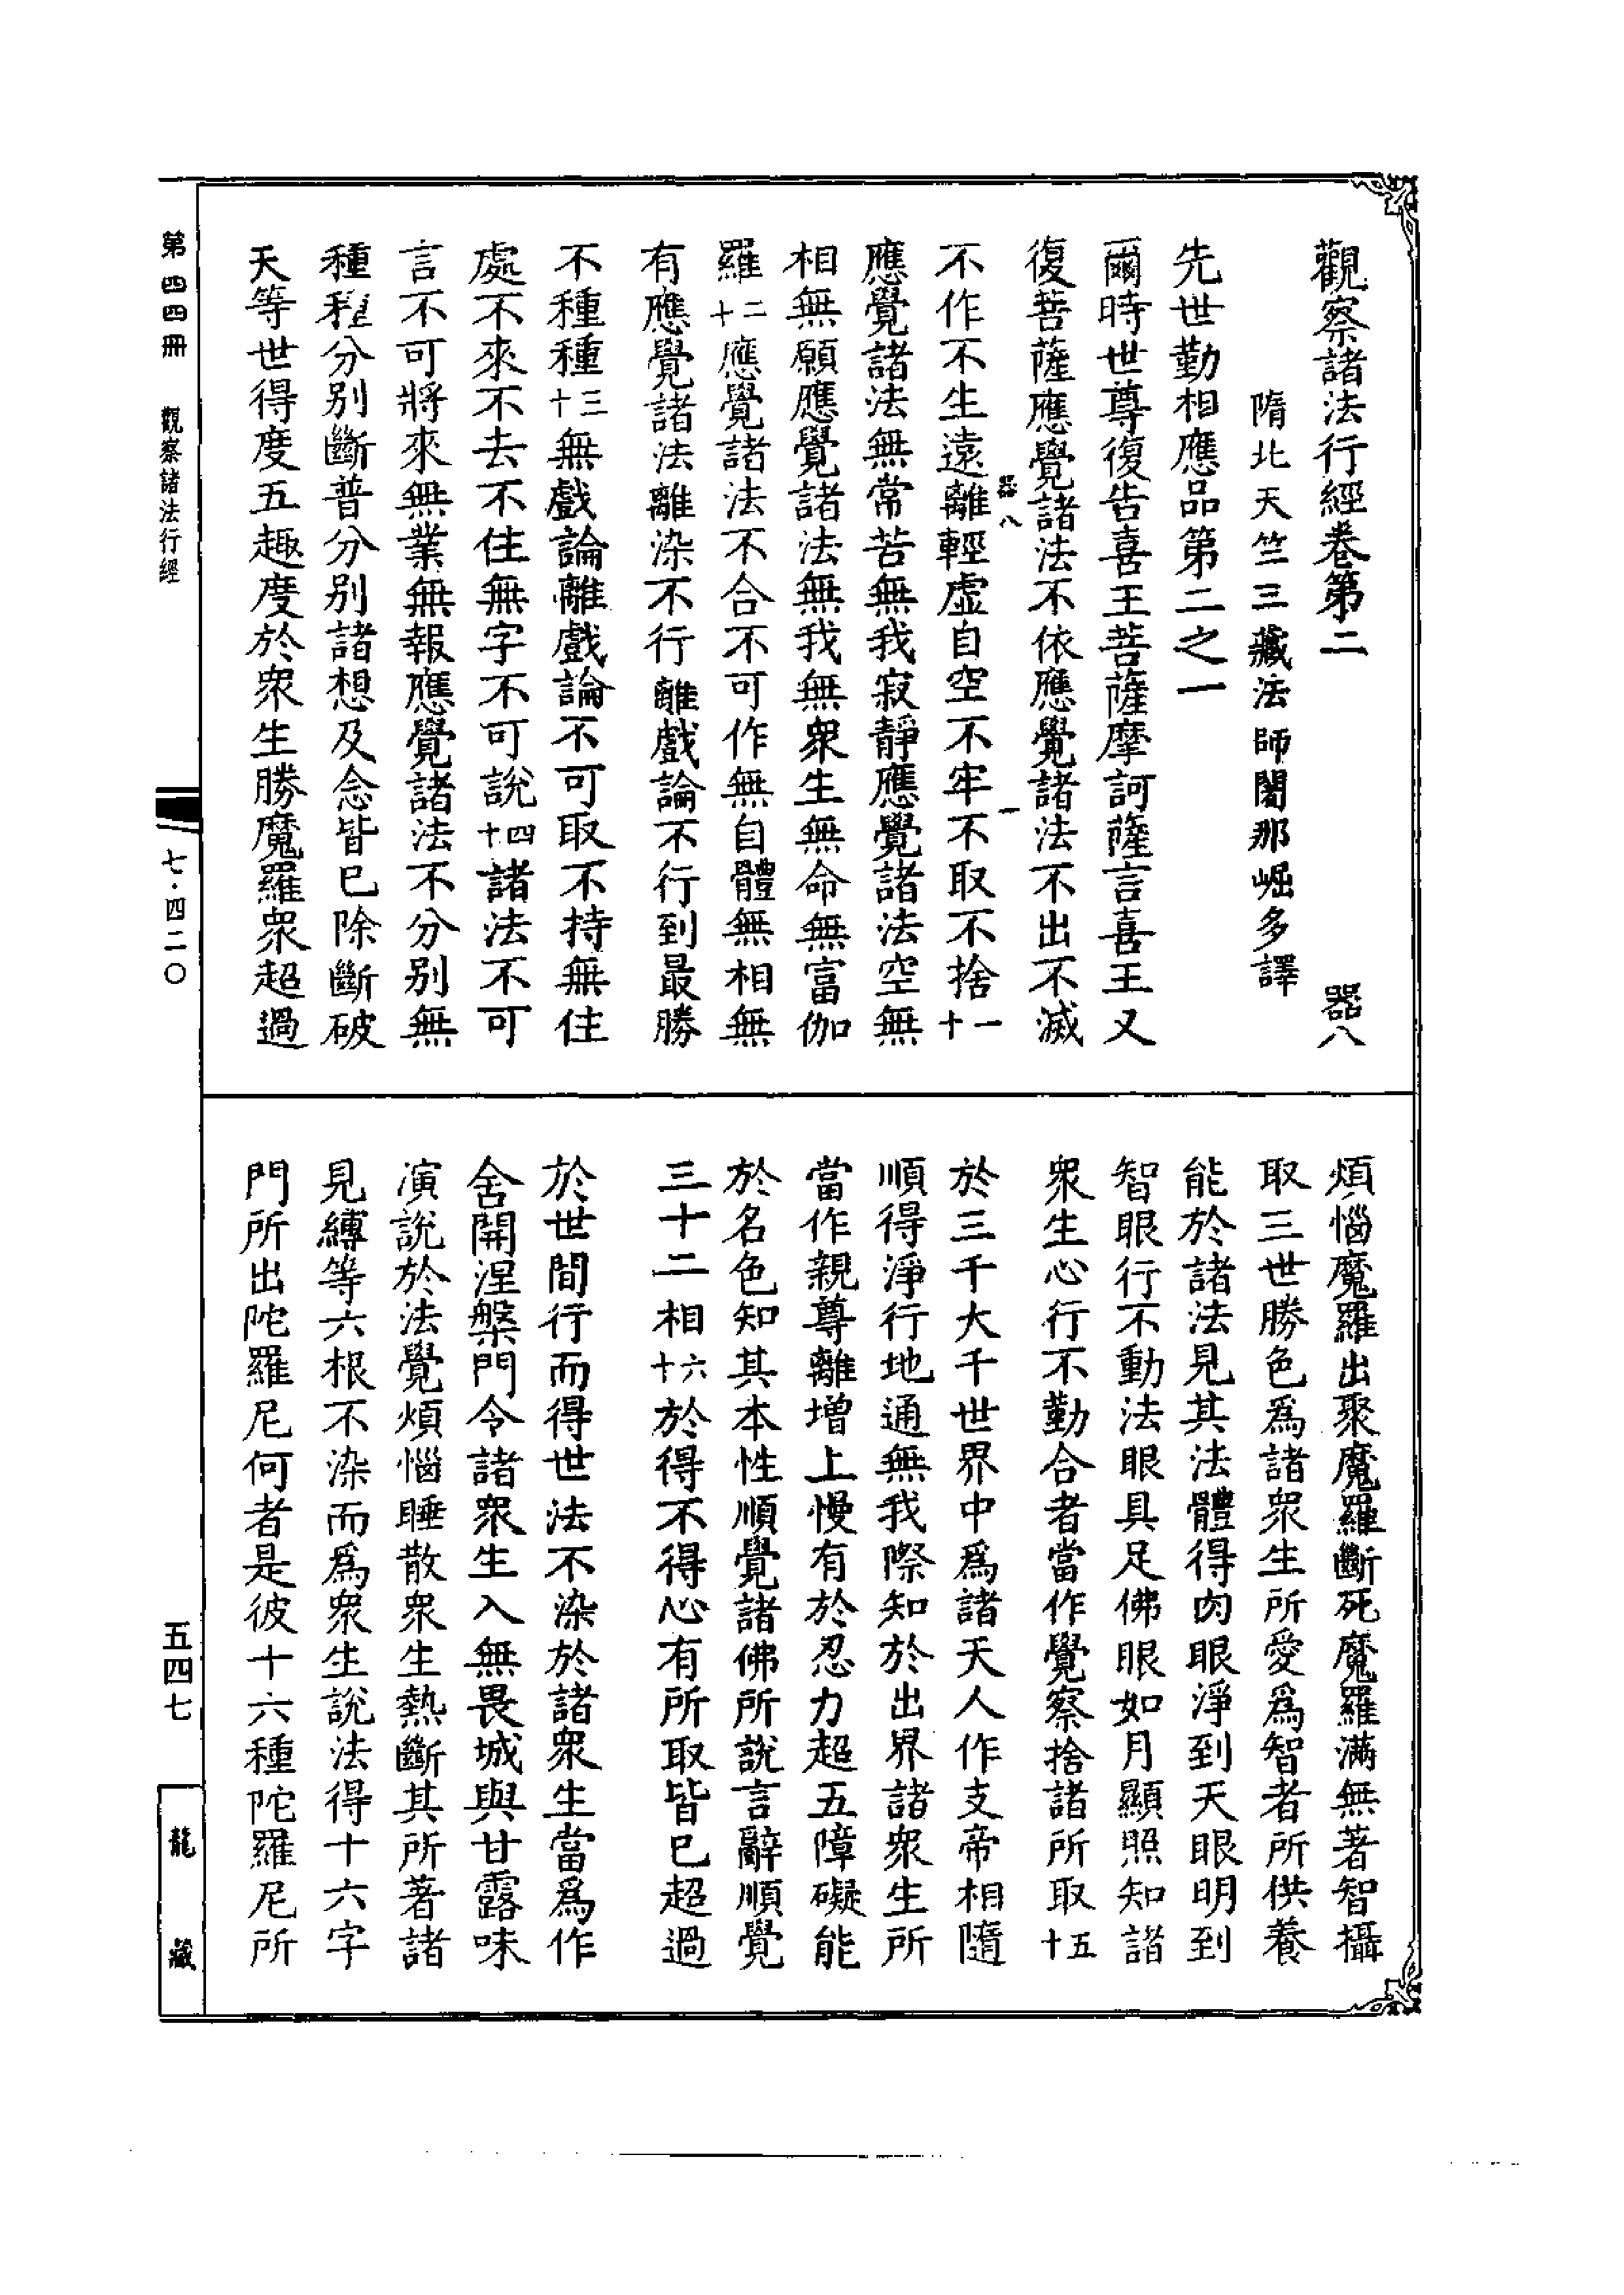 觀察諸法行經卷第二　器八
隋北天竺三藏法師闍那崛多譯
先世勤相應品第二之一
爾時世尊復告喜王菩薩摩訶薩言喜王又
復菩薩應覺諸法不依應覺諸法不出不滅
器八　一
不作不生遠離輕虛自空不牢不取不捨十一
應覺諸法無常苦無我寂靜應覺諸法空無
相無願應覺諸法無我無衆生無命無富伽
羅十二應覺諸法不合不可作無自體無相無
有應覺諸法離染不行離戲論不行到最勝
不種種十三無戲論離戲論不可取不持無住
處不來不去不住無字不可說十四諸法不可
言不可將來無業無報應覺諸法不分別無
種種分別斷普分別諸想及念皆已除斷破
天等世得度五趣度於衆生勝魔羅衆超過
煩惱魔羅出聚魔羅斷死魔羅滿無著智攝
取三世勝色爲諸衆生所愛爲智者所供養
能於諸法見其法體得肉眼淨到天眼明到
智眼行不動法眼具足佛眼如月顯照知諸
衆生心行不勤合者當作覺察捨諸所取十五
於三千大千世界中爲諸天人作支帝相隨
順得淨行地通無我際知於出界諸衆生所
當作親尊離增上慢有於忍力超五障礙能
於名色知其本性順覺諸佛所說言辭順覺
三十二相十六於得不得心有所取皆已超過
於世間行而得世法不染於諸衆生當爲作
舍開涅槃門令諸衆生入無畏城與甘露味
演說於法覺煩惱睡散衆生熱斷其所著諸
見縛等六根不染而爲衆生說法得十六字
門所出陀羅尼何者是彼十六種陀羅尼所
第四四冊　觀察諸法行經
七·四二〇
五四七
龍藏